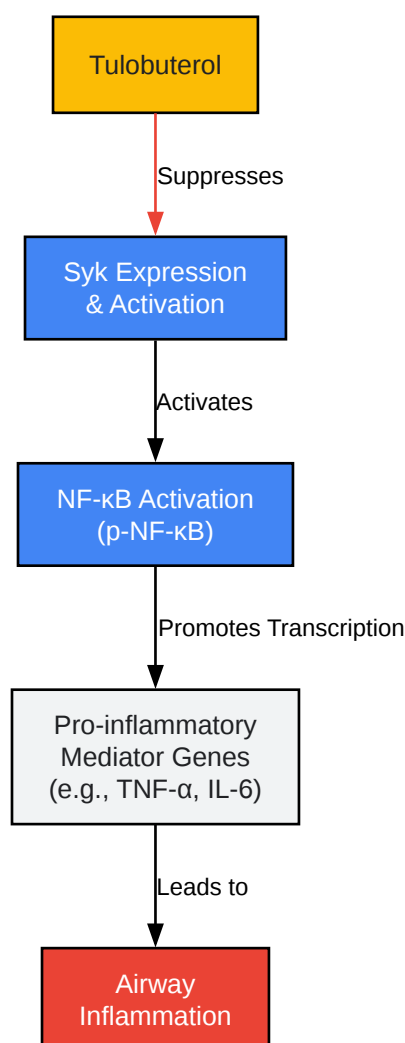 Tulobuterol
Suppresses
Syk Expression
& Activation
Activates
NF-κB Activation
(p-NF-κB)
Promotes Transcription
Pro-inflammatory
Mediator Genes
(e.g., TNF-α, IL-6)
Leads to
Airway
Inflammation